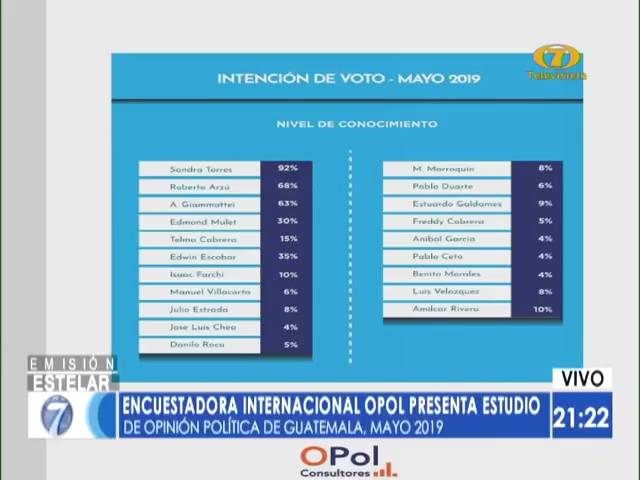 7
Televisión
INTENCIÓN DE VOTO - MAYO 2019
NIVEL DE CONOCIMIENTO
Sandra Torres 92%
Roberto Arzú 68%
A. Giammattei 63%
Edmond Mulet 30%
Telma Cabrera 15%
Edwin Escobar 35%
Isaac Farchi 10%
Manuel Villacorta 6%
Julio Estrada 8%
Jose Luis Chea 4%
Danilo Roca 5%
M. Marroquin 8%
Pablo Duarte 6%
Estuardo Galdamez 9%
Freddy Cabrera 5%
Anibal Garcia 4%
Pablo Ceto 4%
Benito Morales 4%
Luis Velazquez 8%
Amilcar Rivera 10%
EMISIÓN
ESTELAR
7
VIVO
ENCUESTADORA INTERNACIONAL OPOL PRESENTA ESTUDIO
DE OPINIÓN POLÍTICA DE GUATEMALA, MAYO 2019
21:22
OPol
Consultores